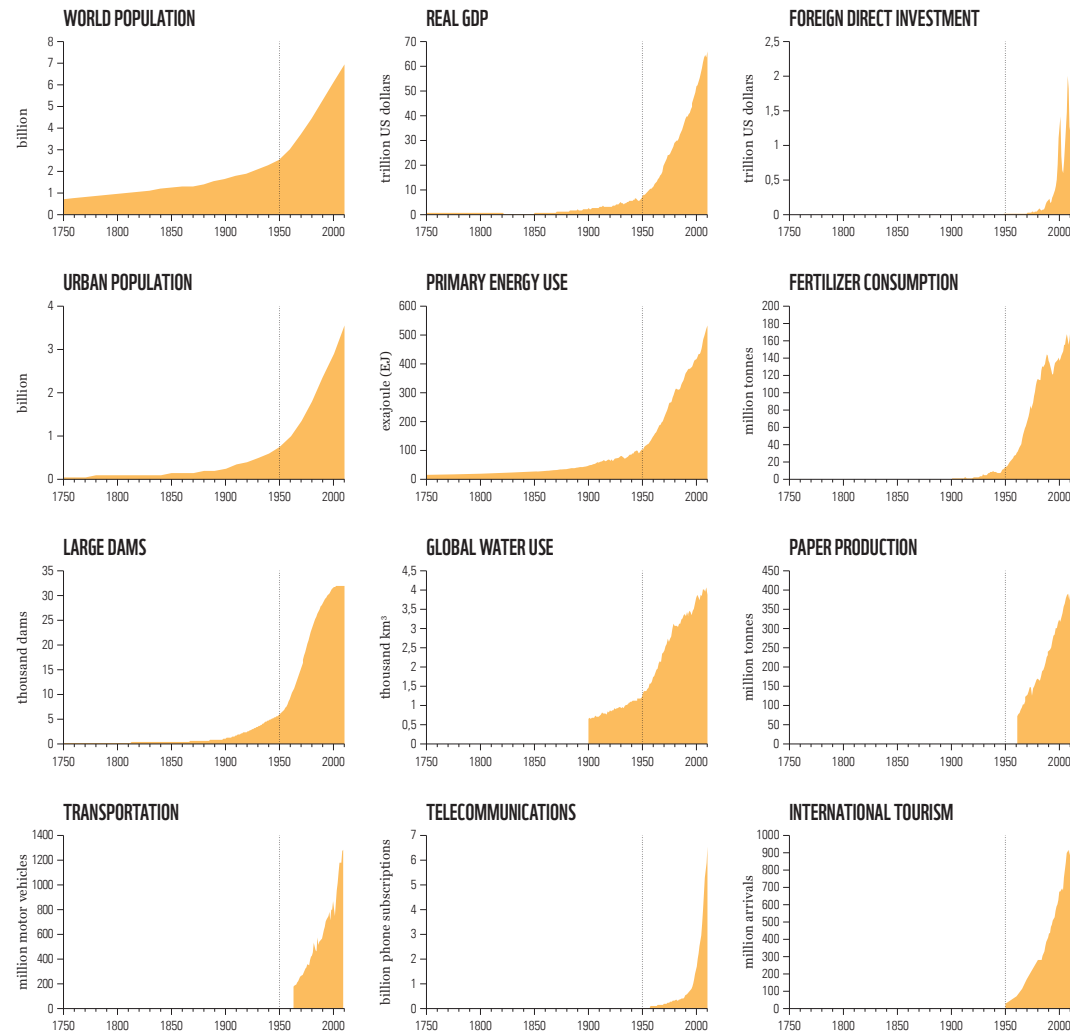 WORLD POPULATION
billion
8
7
6
5
4
3
2
1
0
1750 1800 1850 1900 1950 2000
REAL GDP
trillion US dollars
70
60
50
40
30
20
10
0
1750 1800 1850 1900 1950 2000
FOREIGN DIRECT INVESTMENT
trillion US dollars
2,5
2
1,5
1
0,5
0
1750 1800 1850 1900 1950 2000
URBAN POPULATION
billion
4
3
2
1
0
1750 1800 1850 1900 1950 2000
PRIMARY ENERGY USE
exajoule (EJ)
600
500
400
300
200
100
0
1750 1800 1850 1900 1950 2000
FERTILIZER CONSUMPTION
million tonnes
200
180
160
140
120
100
80
60
40
20
0
1750 1800 1850 1900 1950 2000
LARGE DAMS
thousand dams
35
30
25
20
15
10
5
0
1750 1800 1850 1900 1950 2000
GLOBAL WATER USE
thousand km³
4,5
4
3,5
3
2,5
2
1,5
1
0,5
0
1750 1800 1850 1900 1950 2000
PAPER PRODUCTION
million tonnes
450
400
350
300
250
200
150
100
50
0
1750 1800 1850 1900 1950 2000
TRANSPORTATION
million motor vehicles
1400
1200
1000
800
600
400
200
0
1750 1800 1850 1900 1950 2000
TELECOMMUNICATIONS
billion phone subscriptions
7
6
5
4
3
2
1
0
1750 1800 1850 1900 1950 2000
INTERNATIONAL TOURISM
million arrivals
1000
900
800
700
600
500
400
300
200
100
0
1750 1800 1850 1900 1950 2000